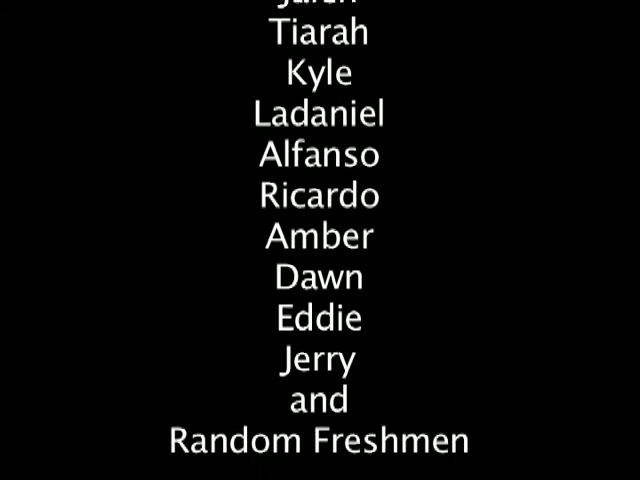 Tiarah
Kyle
Ladaniel
Alfanso
Ricardo
Amber
Dawn
Eddie
Jerry
and
Random Freshmen